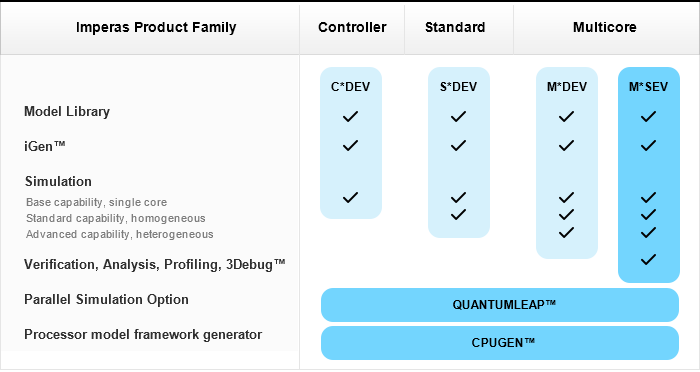 Imperas Product Family Controller Standard Multicore
C*DEV S*DEV M*DEV M*SEV
Model Library
iGen™
Simulation
Base capability, single core
Standard capability, homogeneous
Advanced capability, heterogeneous
Verification, Analysis, Profiling, 3Debug™
Parallel Simulation Option QUANTUMLEAP™
Processor model framework generator CPUGEN™